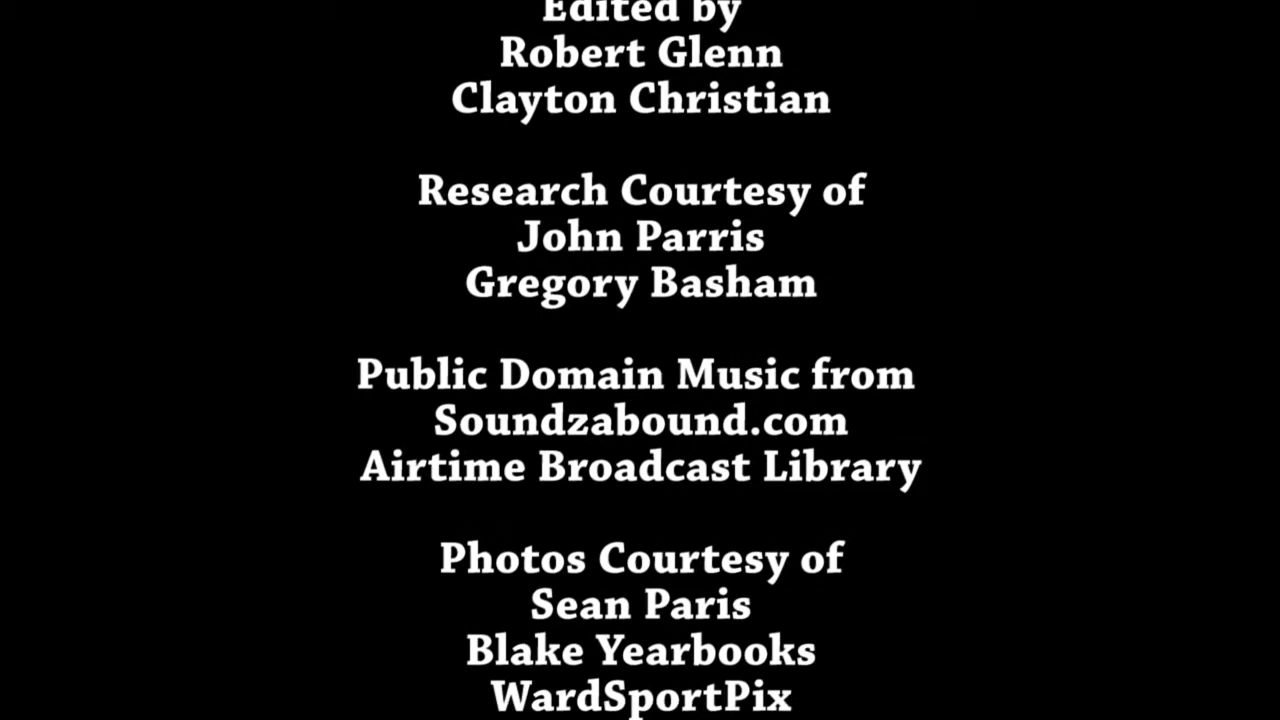 Edited by
Robert Glenn
Clayton Christian
Research Courtesy of
John Parris
Gregory Basham
Public Domain Music from
Soundzabound.com
Airtime Broadcast Library
Photos Courtesy of
Sean Paris
Blake Yearbooks
WardSportPix